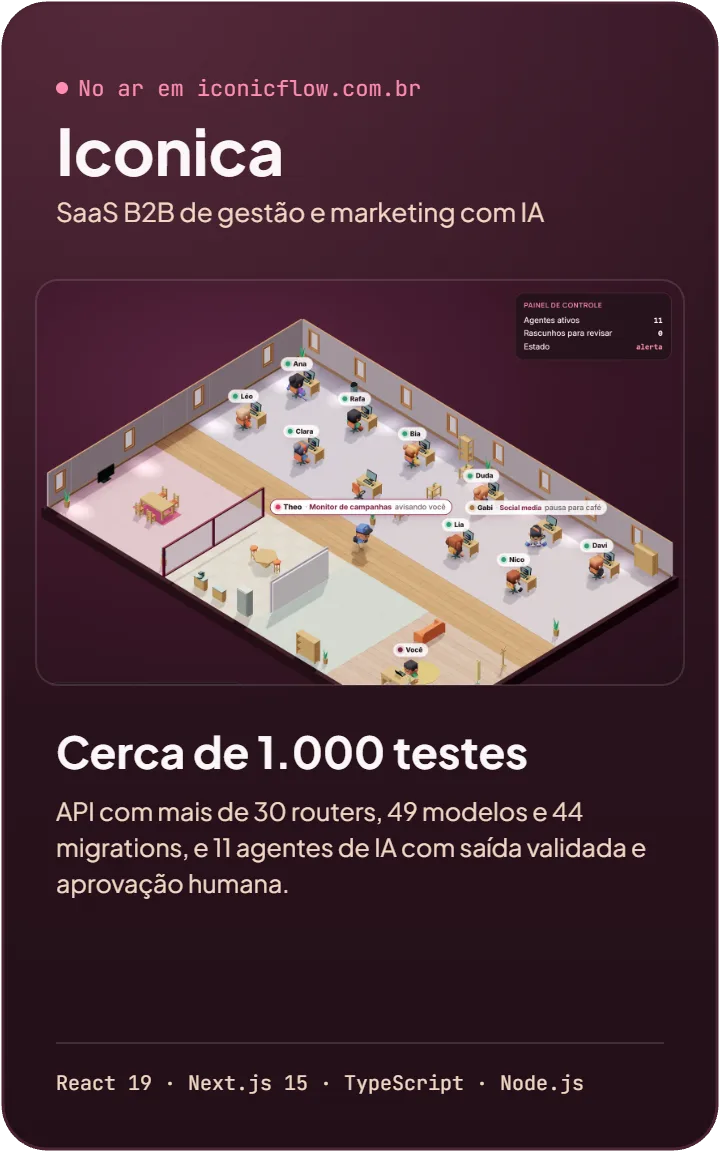 No ar em iconicflow.com.br
Iconica
SaaS B2B de gestão e marketing com IA
PAINEL DE CONTROLE
Agentes ativos 11
Rascunhos para revisar 0
Estado alerta
Ana
Léo
Rafa
Clara
Bia
Duda
Theo · Monitor de campanhas avisando você
Gabi · Social media pausa para café
Lia
Davi
Nico
Você
Cerca de 1.000 testes
API com mais de 30 routers, 49 modelos e 44
migrations, e 11 agentes de IA com saída validada e
aprovação humana.
React 19 · Next.js 15 · TypeScript · Node.js